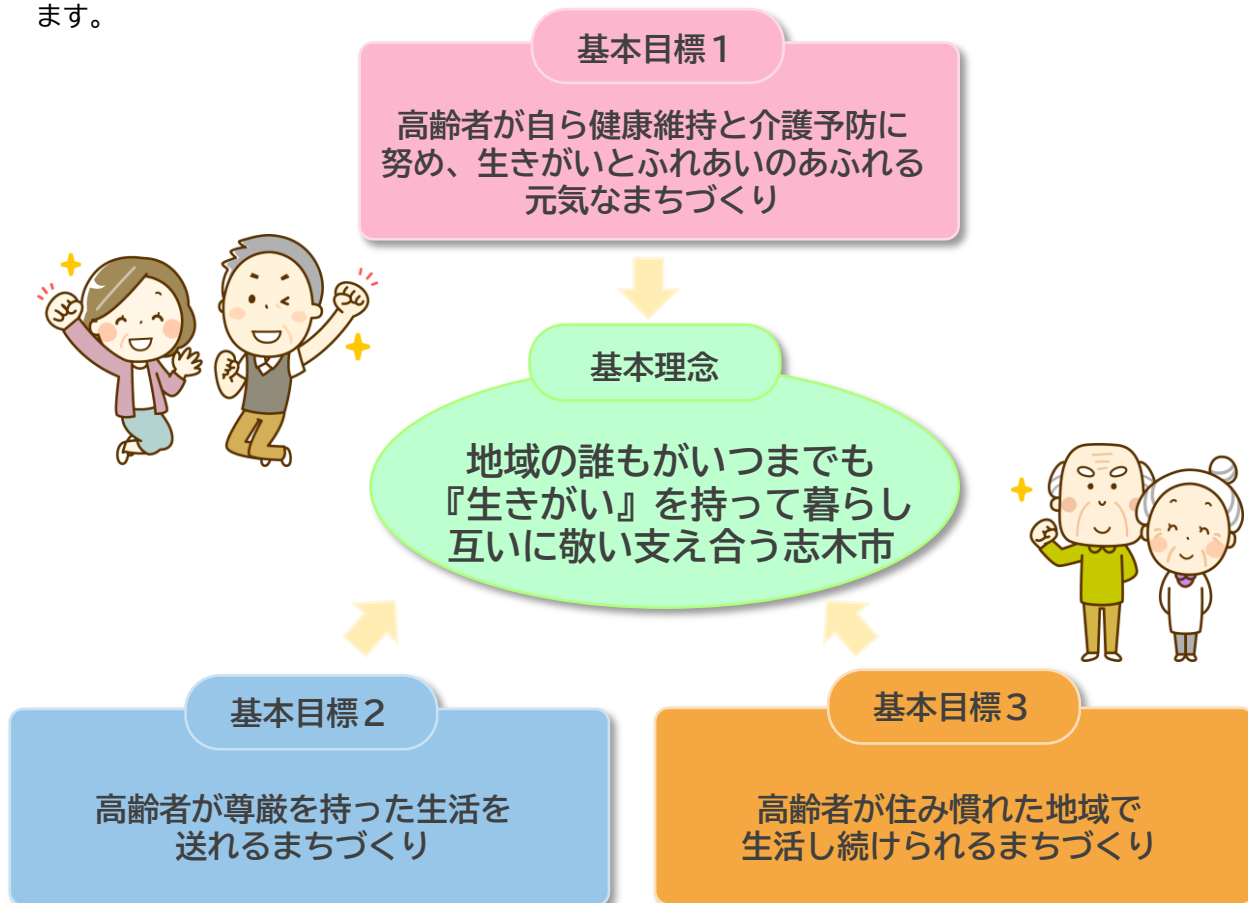 ます。
基本目標1
高齢者が自ら健康維持と介護予防に
努め、生きがいとふれあいのあふれる
元気なまちづくり
基本理念
地域の誰もがいつまでも
『生きがい』を持って暮らし
互いに敬い支え合う志木市
基本目標2
高齢者が尊厳を持った生活を
送れるまちづくり
基本目標3
高齢者が住み慣れた地域で
生活し続けられるまちづくり